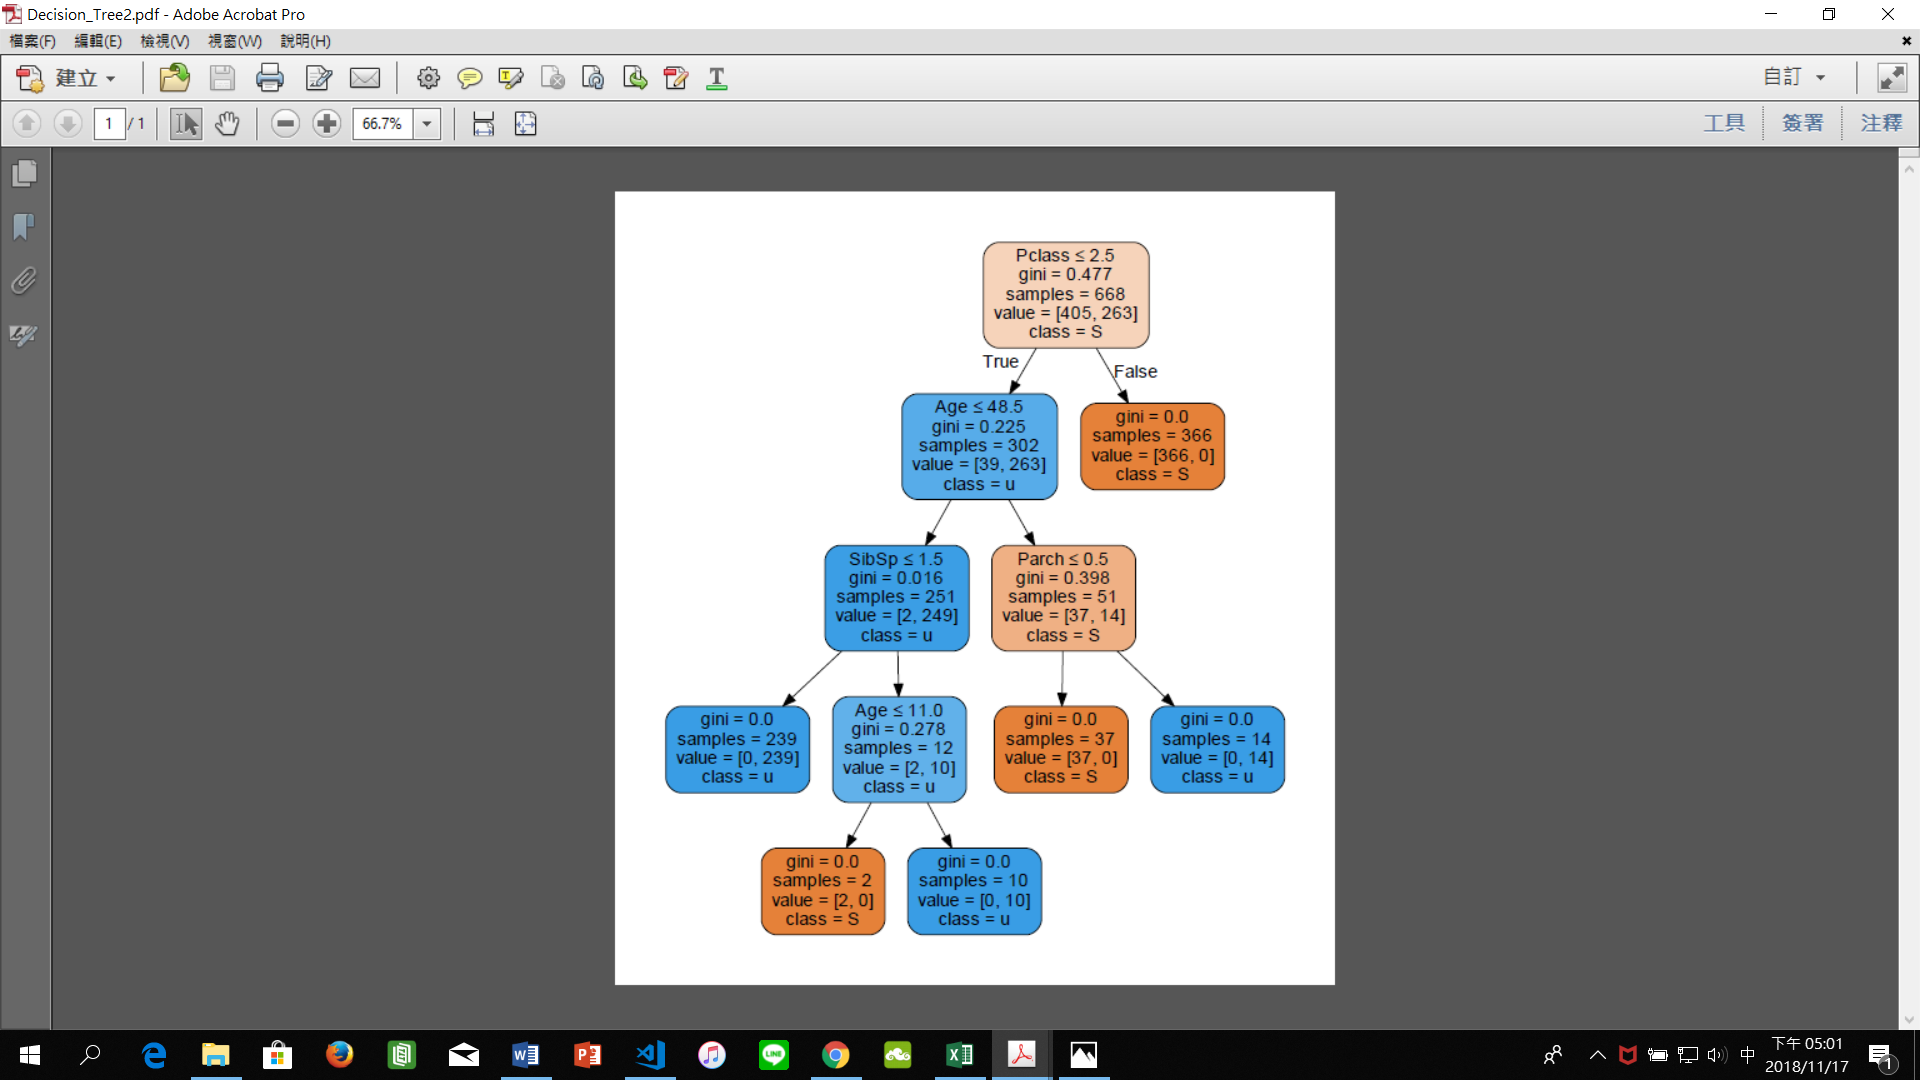 Decision_Tree2.pdf - Adobe Acrobat Pro
檔案(F) 編輯(E) 檢視(V) 視窗(W) 說明(H)
建立 自訂
1 / 1 66.7% 工具 簽署 注釋
Pclass ≤ 2.5
gini = 0.477
samples = 668
value = [405, 263]
class = S
True
False
Age ≤ 48.5
gini = 0.225
samples = 302
value = [39, 263]
class = u
gini = 0.0
samples = 366
value = [366, 0]
class = S
SibSp ≤ 1.5
gini = 0.016
samples = 251
value = [2, 249]
class = u
Parch ≤ 0.5
gini = 0.398
samples = 51
value = [37, 14]
class = S
gini = 0.0
samples = 239
value = [0, 239]
class = u
Age ≤ 11.0
gini = 0.278
samples = 12
value = [2, 10]
class = u
gini = 0.0
samples = 37
value = [37, 0]
class = S
gini = 0.0
samples = 14
value = [0, 14]
class = u
gini = 0.0
samples = 2
value = [2, 0]
class = S
gini = 0.0
samples = 10
value = [0, 10]
class = u
中
下午 05:01
2018/11/17
1